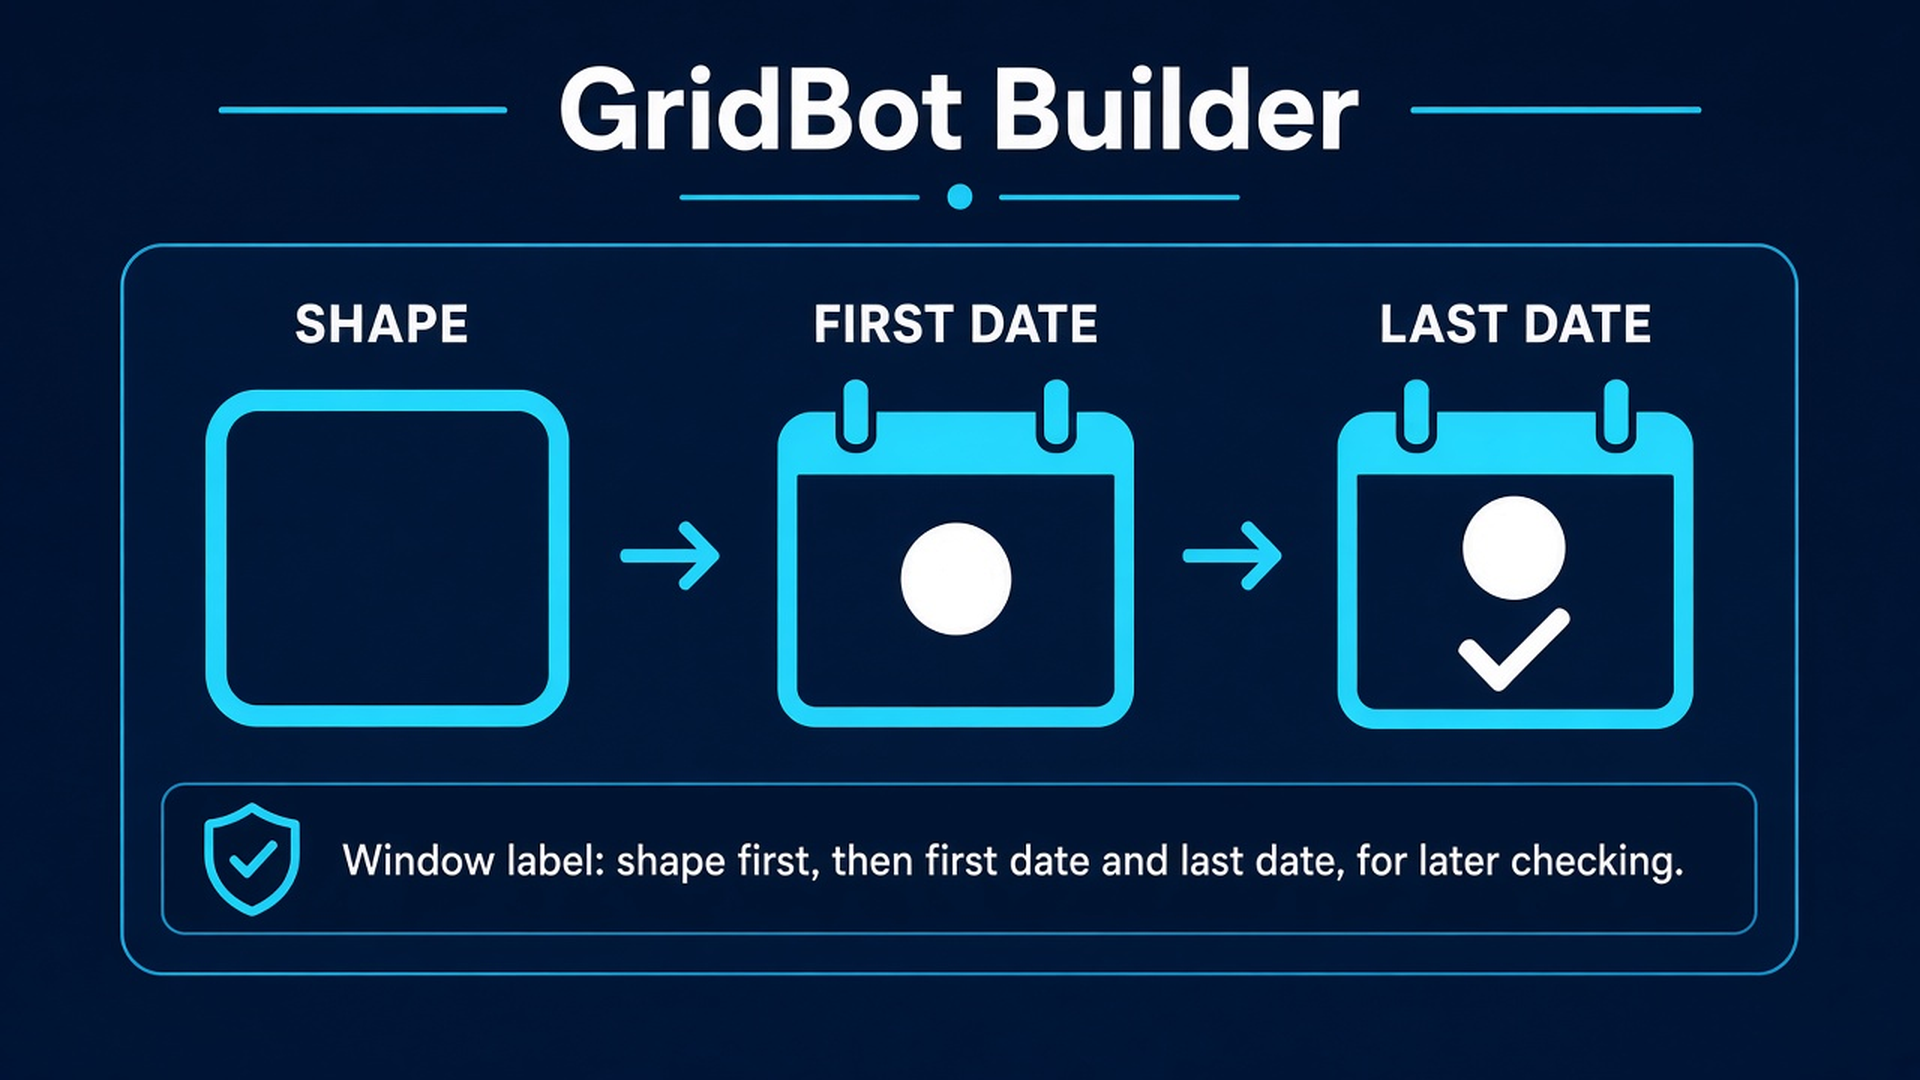 GridBot Builder
SHAPE
FIRST DATE
LAST DATE
Window label: shape first, then first date and last date, for later checking.